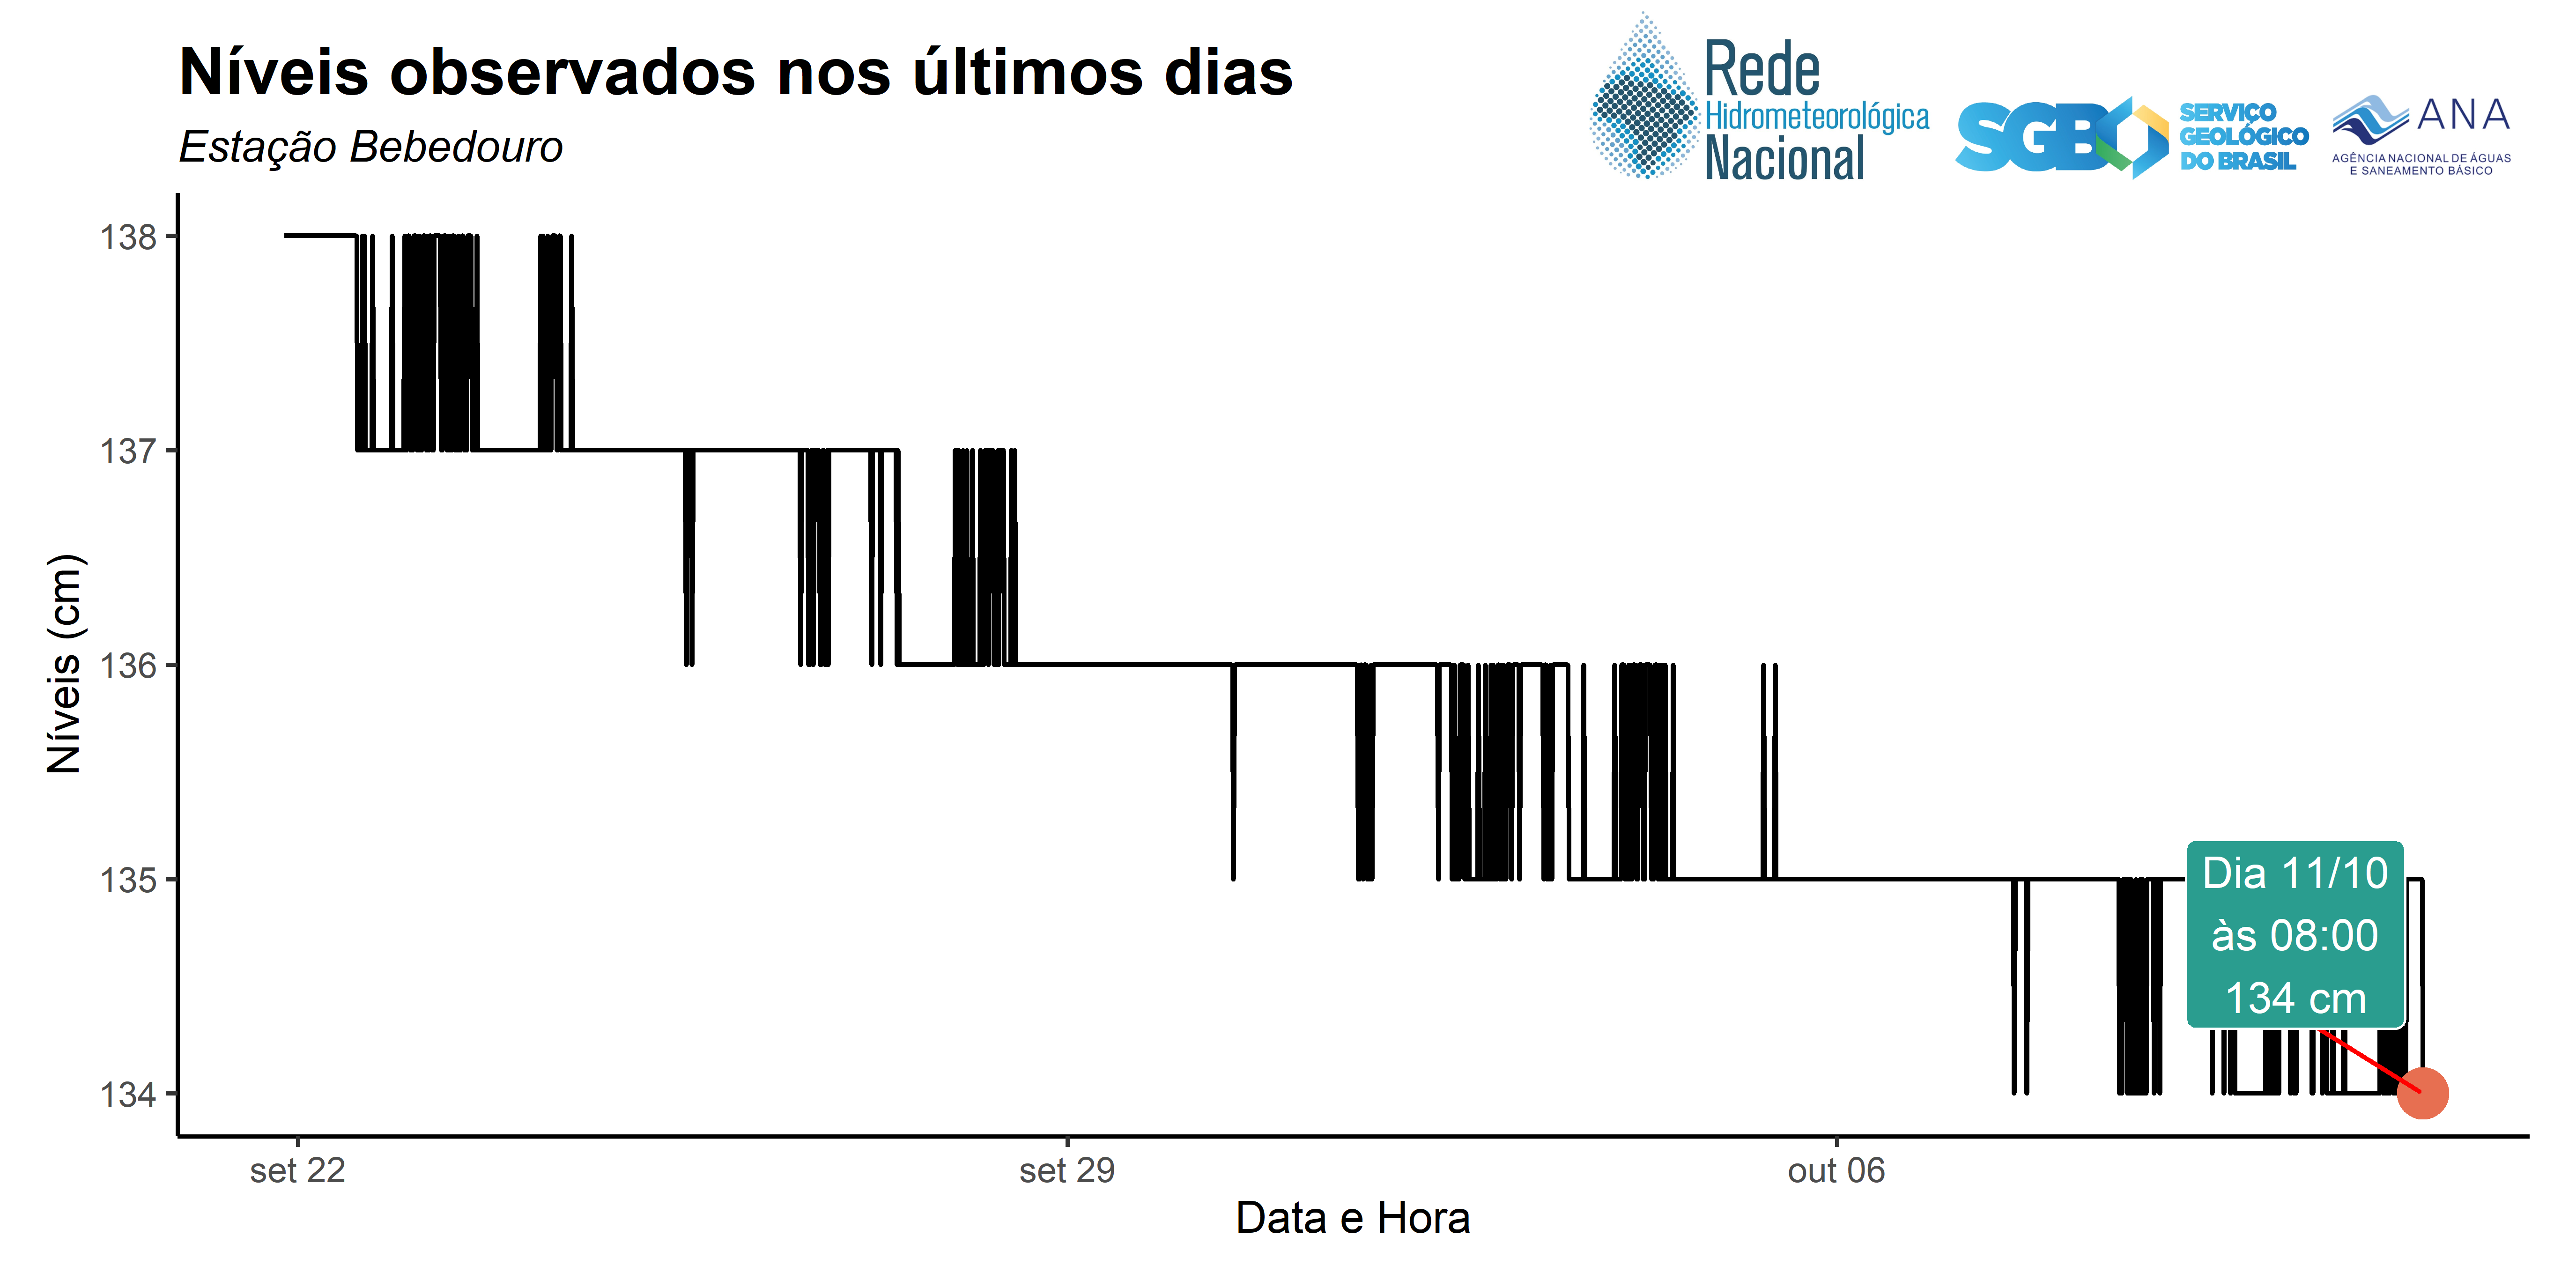 Níveis observados nos últimos dias
Estação Bebedouro
Rede
Hidrometeorológica
Nacional
SGB
SERVIÇO
GEOLÓGICO
DO BRASIL
ANA
AGÊNCIA NACIONAL DE ÁGUAS
E SANEAMENTO BÁSICO
Níveis (cm)
138
137
136
135
134
Dia 11/10
às 08:00
134 cm
set 22
set 29
out 06
Data e Hora